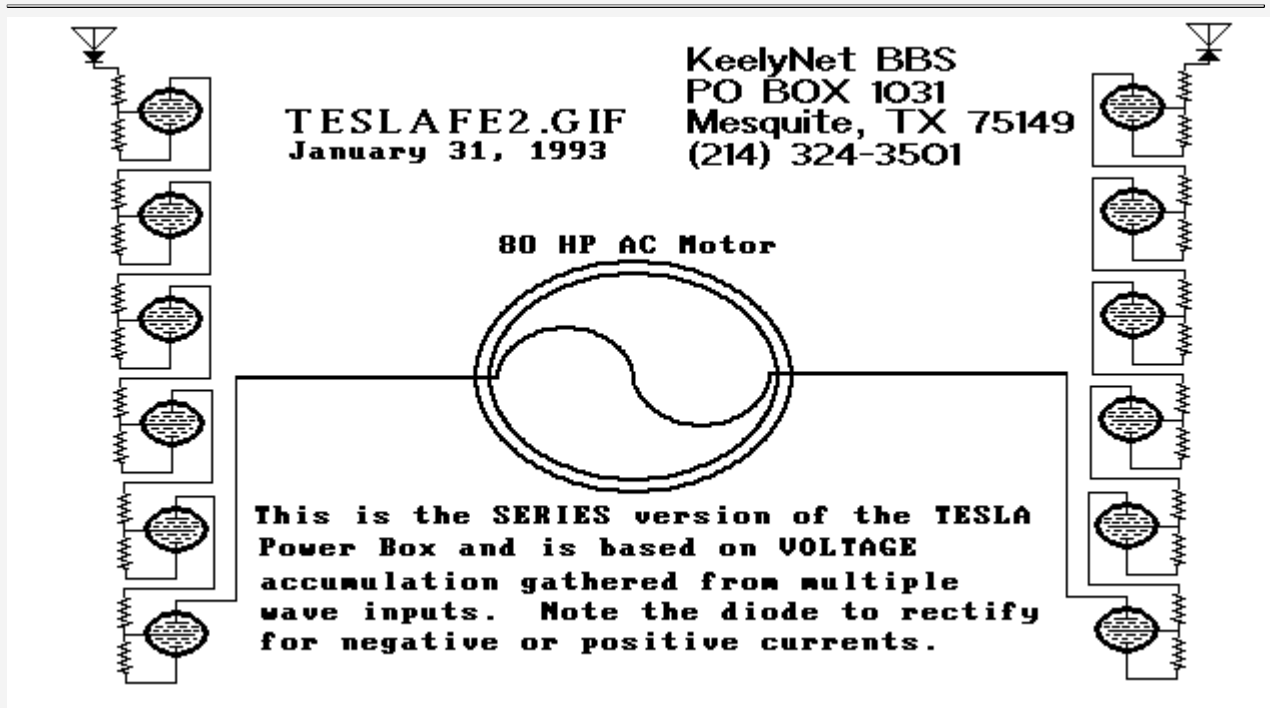 KeelyNet BBS
PO BOX 1031
Mesquite, TX 75149
(214) 324-3501
TESLAFE2.GIF
January 31, 1993
80 HP AC Motor
This is the SERIES version of the TESLA
Power Box and is based on VOLTAGE
accumulation gathered from multiple
wave inputs.  Note the diode to rectify
for negative or positive currents.